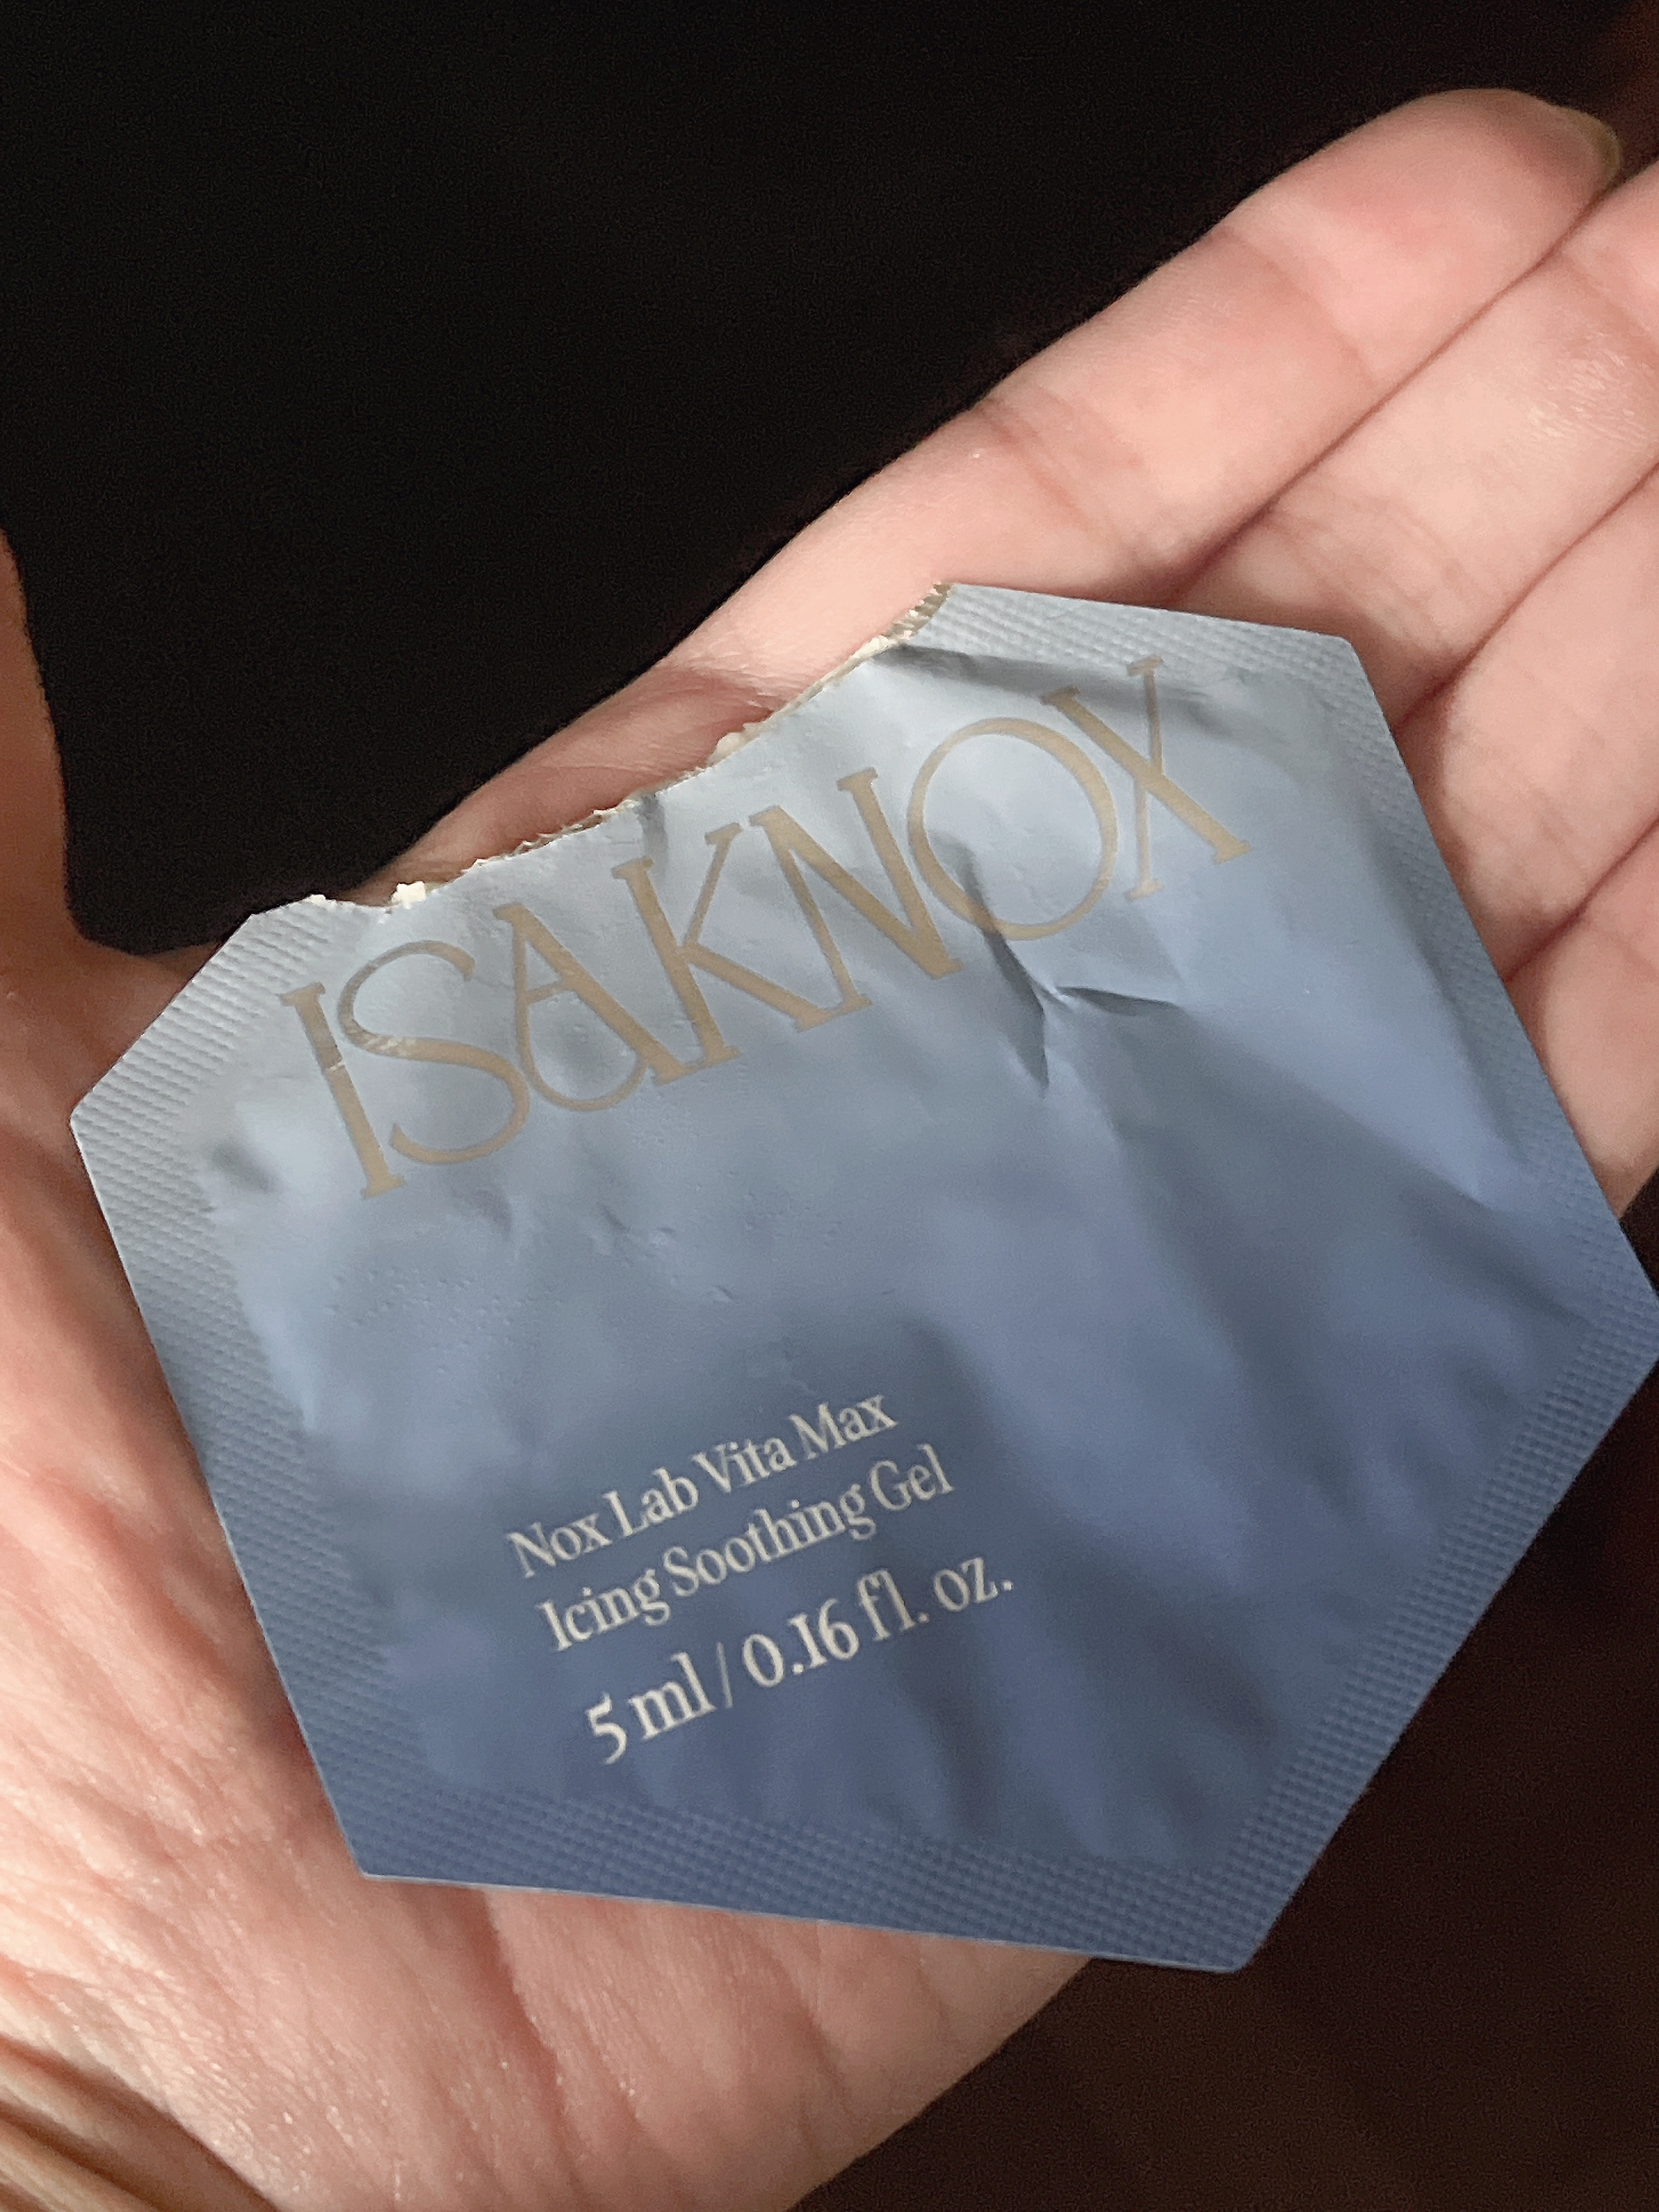 ISAKNOX
Nox Lab Vita Max
Icing Soothing Gel
5 ml / 0.16 fl. oz.